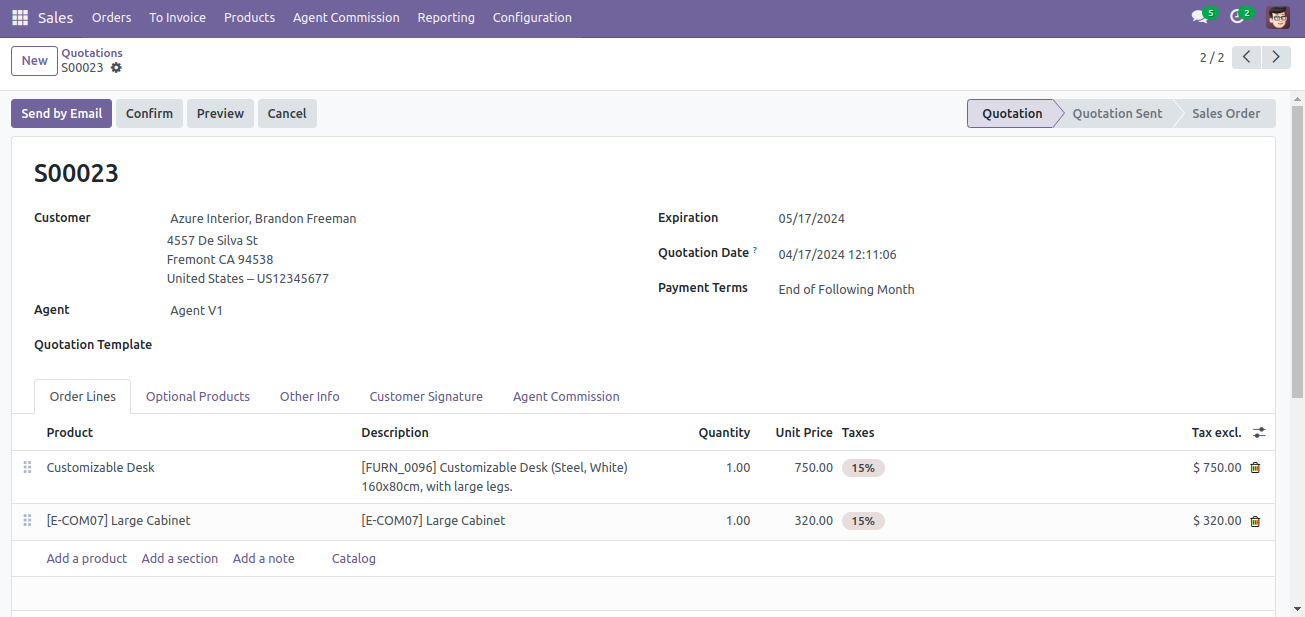 Sales Orders To Invoice Products Agent Commission Reporting Configuration 5 2
New Quotations 2 / 2
S00023
Send by Email Confirm Preview Cancel Quotation Quotation Sent Sales Order
S00023
Customer Azure Interior, Brandon Freeman
4557 De Silva St
Fremont CA 94538
United States – US12345677
Agent Agent V1
Quotation Template
Expiration 05/17/2024
Quotation Date ? 04/17/2024 12:11:06
Payment Terms End of Following Month
Order Lines Optional Products Other Info Customer Signature Agent Commission
Product Description Quantity Unit Price Taxes Tax excl.
Customizable Desk [FURN_0096] Customizable Desk (Steel, White) 1.00 750.00 15% $ 750.00
160x80cm, with large legs.
[E-COM07] Large Cabinet [E-COM07] Large Cabinet 1.00 320.00 15% $ 320.00
Add a product Add a section Add a note Catalog